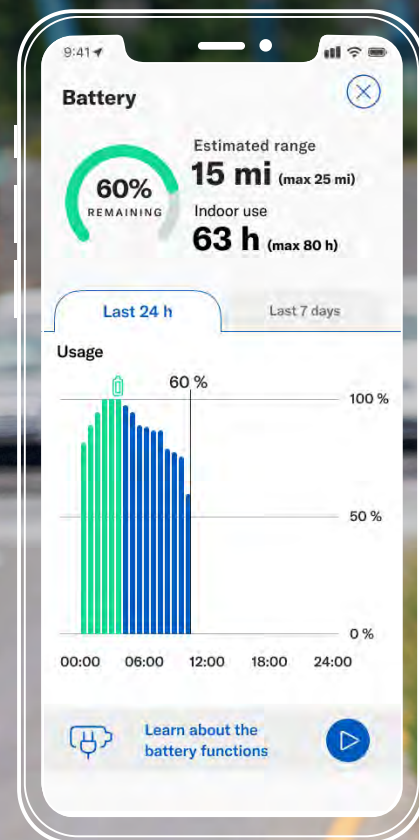 9:41
Battery
Estimated range
15 mi (max 25 mi)
60%
REMAINING
Indoor use
63 h (max 80 h)
Last 24 h
Last 7 days
Usage
60 %
100 %
50 %
0 %
00:00 06:00 12:00 18:00 24:00
Learn about the
battery functions